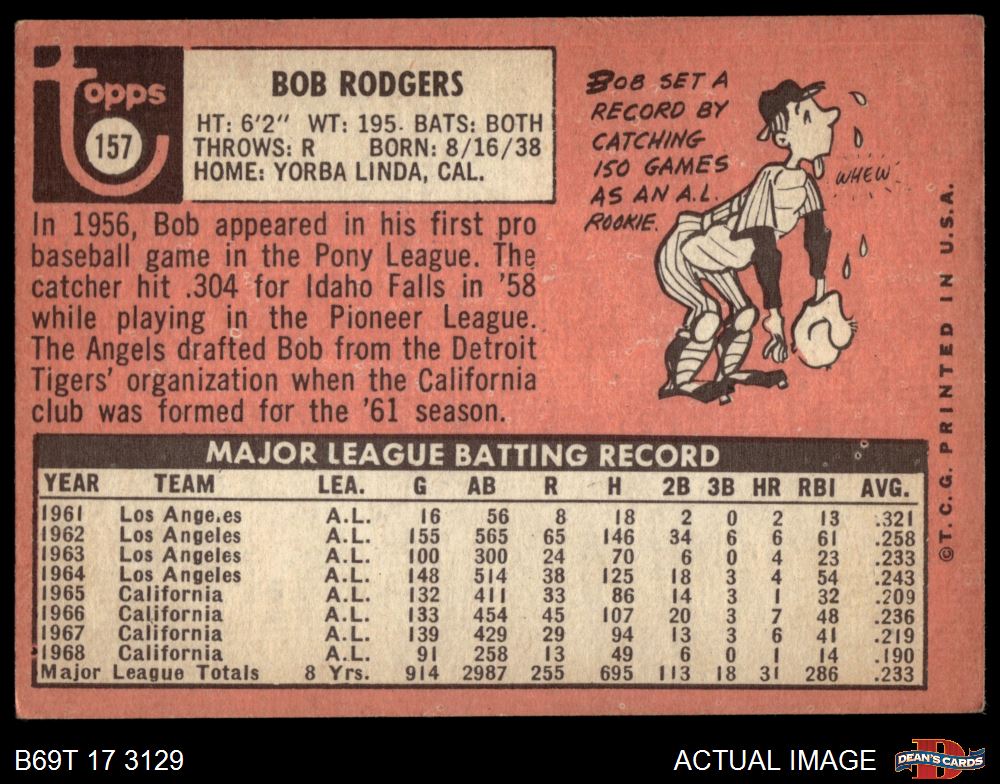 topps
157
BOB RODGERS
HT: 6'2" WT: 195. BATS: BOTH
THROWS: R BORN: 8/16/38
HOME: YORBA LINDA, CAL.
In 1956, Bob appeared in his first pro
baseball game in the Pony League. The
catcher hit .304 for Idaho Falls in '58
while playing in the Pioneer League.
The Angels drafted Bob from the Detroit
Tigers' organization when the California
club was formed for the '61 season.
BOB SET A
RECORD BY
CATCHING
150 GAMES
AS AN A.L.
ROOKIE.
WHEW
©T. C. G. PRINTED IN U.S.A.
MAJOR LEAGUE BATTING RECORD
YEAR TEAM LEA. G AB R H 2B 3B HR RBI AVG.
1961 Los Angeles A.L. 16 56 8 18 2 0 2 13 .321
1962 Los Angeles A.L. 155 565 65 146 34 6 6 61 .258
1963 Los Angeles A.L. 100 300 24 70 6 0 4 23 .233
1964 Los Angeles A.L. 148 514 38 125 18 3 4 54 .243
1965 California A.L. 132 411 33 86 14 3 1 32 .209
1966 California A.L. 133 454 45 107 20 3 7 48 .236
1967 California A.L. 139 429 29 94 13 3 6 41 .219
1968 California A.L. 91 258 13 49 6 0 1 14 .190
Major League Totals 8 Yrs. 914 2987 255 695 113 18 31 286 .233
B69T 17 3129
ACTUAL IMAGE
DEAN'S CARDS